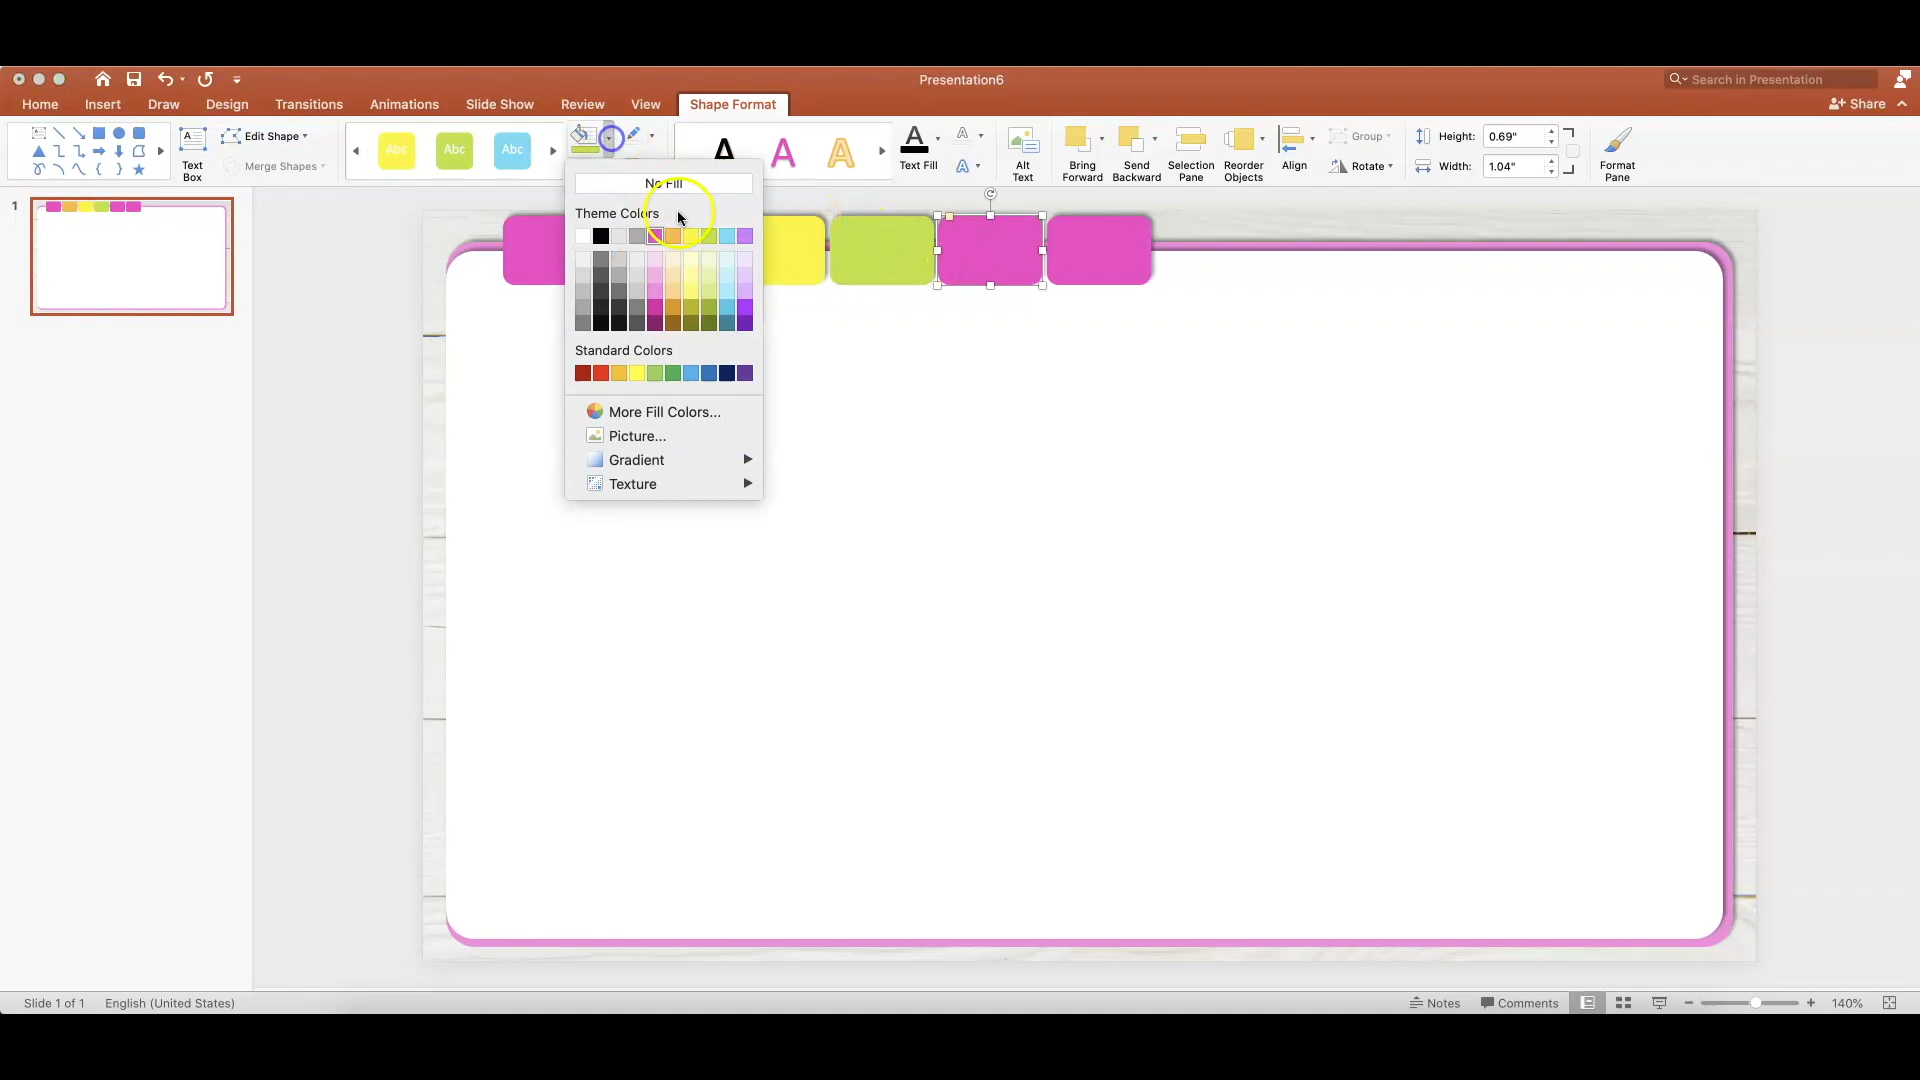 Presentation6
Search in Presentation
Home Insert Draw Design Transitions Animations Slide Show Review View Shape Format Share
A
Text Box
Edit Shape
Merge Shapes
Abc Abc Abc
A A A
A
Text Fill
A
A
Alt Text
Bring Forward
Send Backward
Selection Pane
Reorder Objects
Align
Group
Rotate
Height: 0.69"
Width: 1.04"
Format Pane
1
No Fill
Theme Colors
Standard Colors
More Fill Colors...
Picture...
Gradient
Texture
Slide 1 of 1 English (United States) Notes Comments 140%